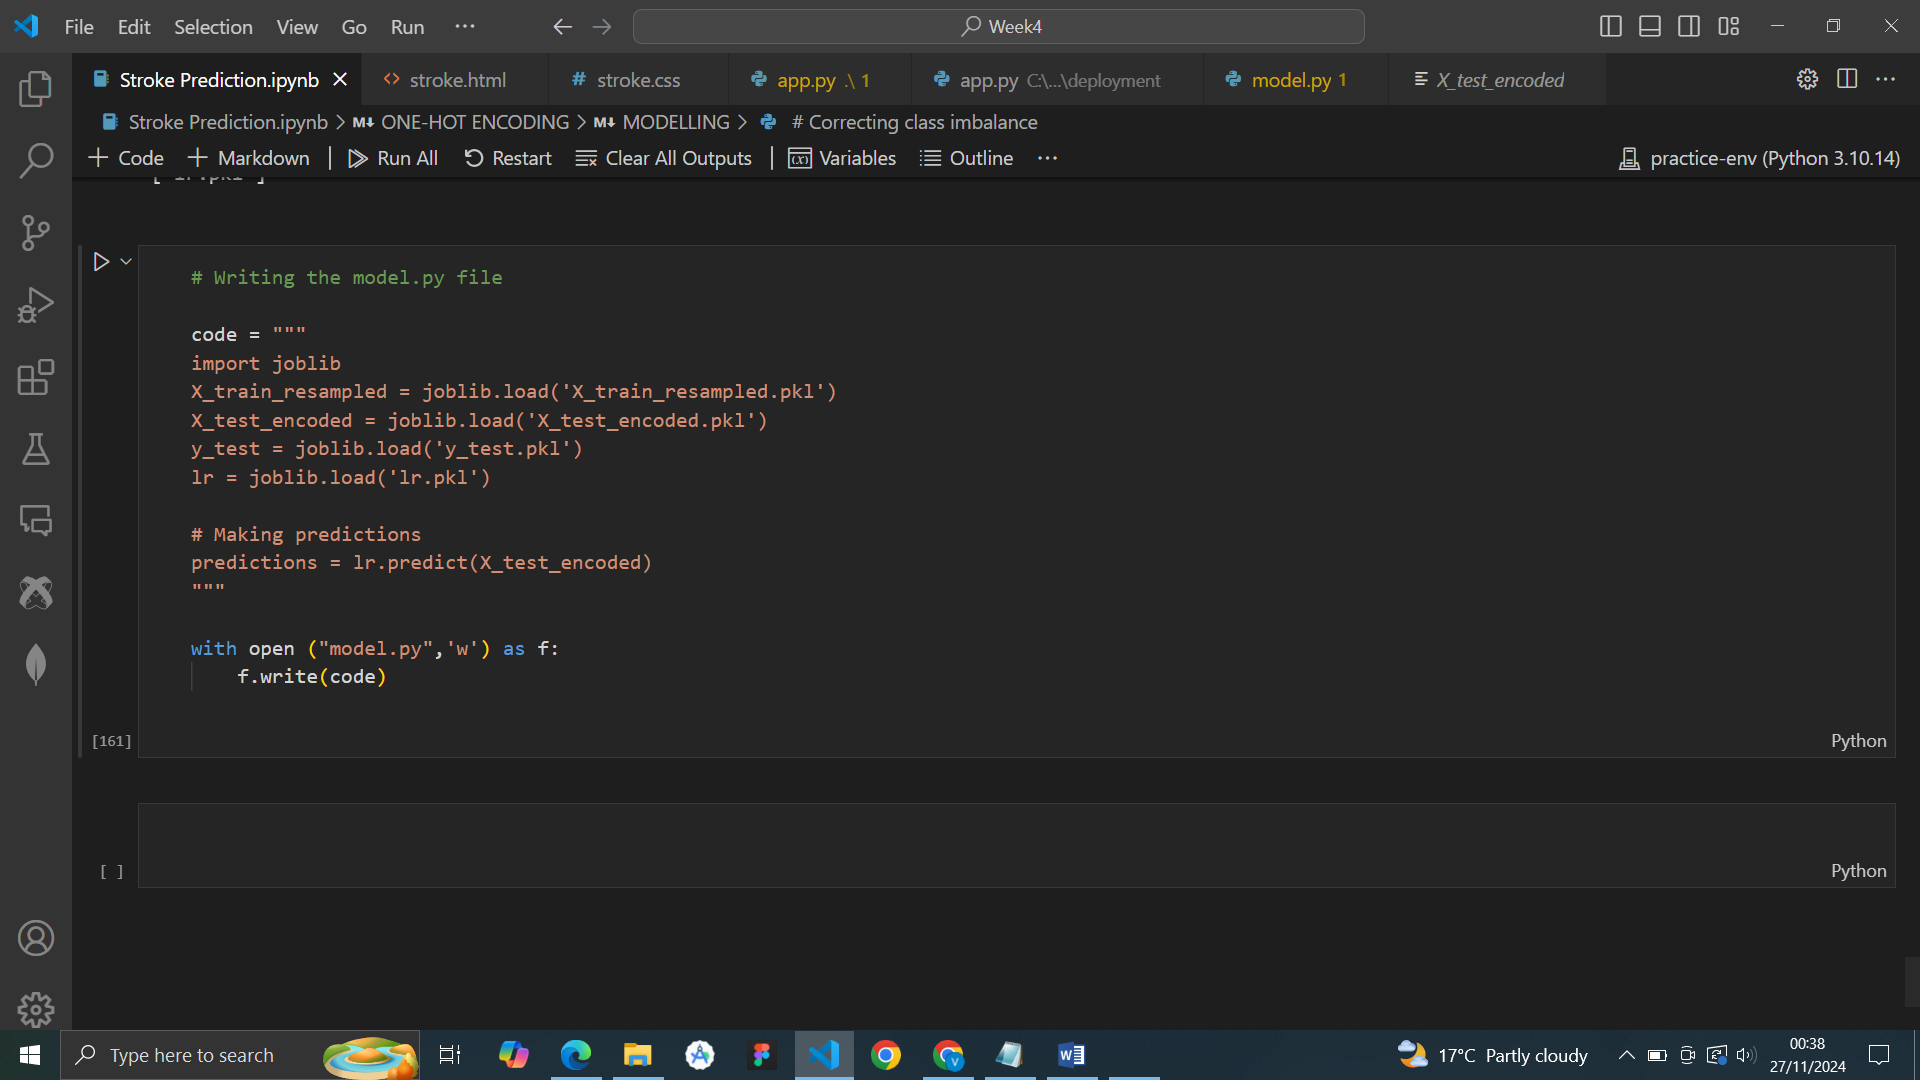 File Edit Selection View Go Run ··· Week4
Stroke Prediction.ipynb stroke.html # stroke.css app.py .\ 1 app.py C:\...\deployment model.py 1 X_test_encoded
Stroke Prediction.ipynb > M↓ ONE-HOT ENCODING > M↓ MODELLING > # Correcting class imbalance
+ Code + Markdown | Run All Restart Clear All Outputs | Variables Outline ··· practice-env (Python 3.10.14)
['lr.pkl']
# Writing the model.py file
code = """
import joblib
X_train_resampled = joblib.load('X_train_resampled.pkl')
X_test_encoded = joblib.load('X_test_encoded.pkl')
y_test = joblib.load('y_test.pkl')
lr = joblib.load('lr.pkl')
# Making predictions
predictions = lr.predict(X_test_encoded)
"""
with open ("model.py",'w') as f:
f.write(code)
[161] Python
[ ] Python
Type here to search 17°C Partly cloudy 00:38
27/11/2024